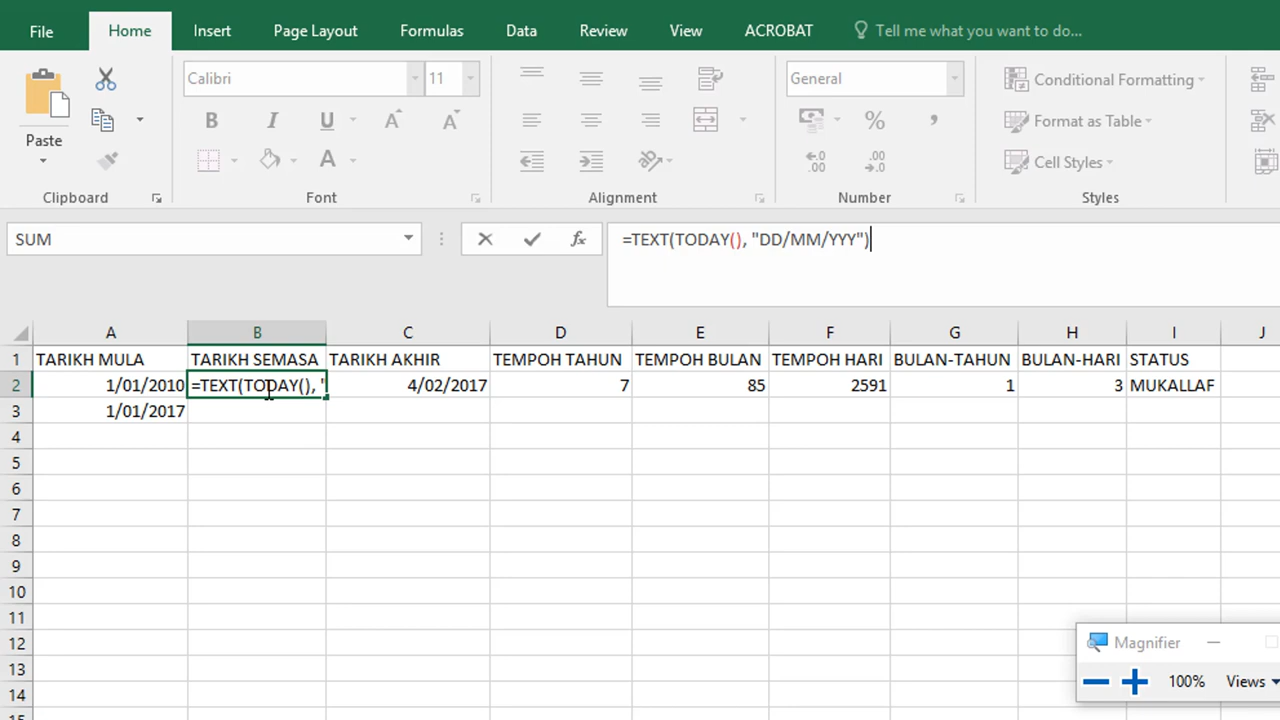 File Home Insert Page Layout Formulas Data Review View ACROBAT Tell me what you want to do...
Calibri 11 General Conditional Formatting
Paste B I U A A % , Format as Table
A Cell Styles
Clipboard Font Alignment Number Styles
SUM fx =TEXT(TODAY(), "DD/MM/YYY")
A B C D E F G H I J
1 TARIKH MULA TARIKH SEMASA TARIKH AKHIR TEMPOH TAHUN TEMPOH BULAN TEMPOH HARI BULAN-TAHUN BULAN-HARI STATUS
2 1/01/2010 =TEXT(TODAY(), " 4/02/2017 7 85 2591 1 3 MUKALLAF
3 1/01/2017
4
5
6
7
8
9
10
11
12
13
14
Magnifier
100% Views